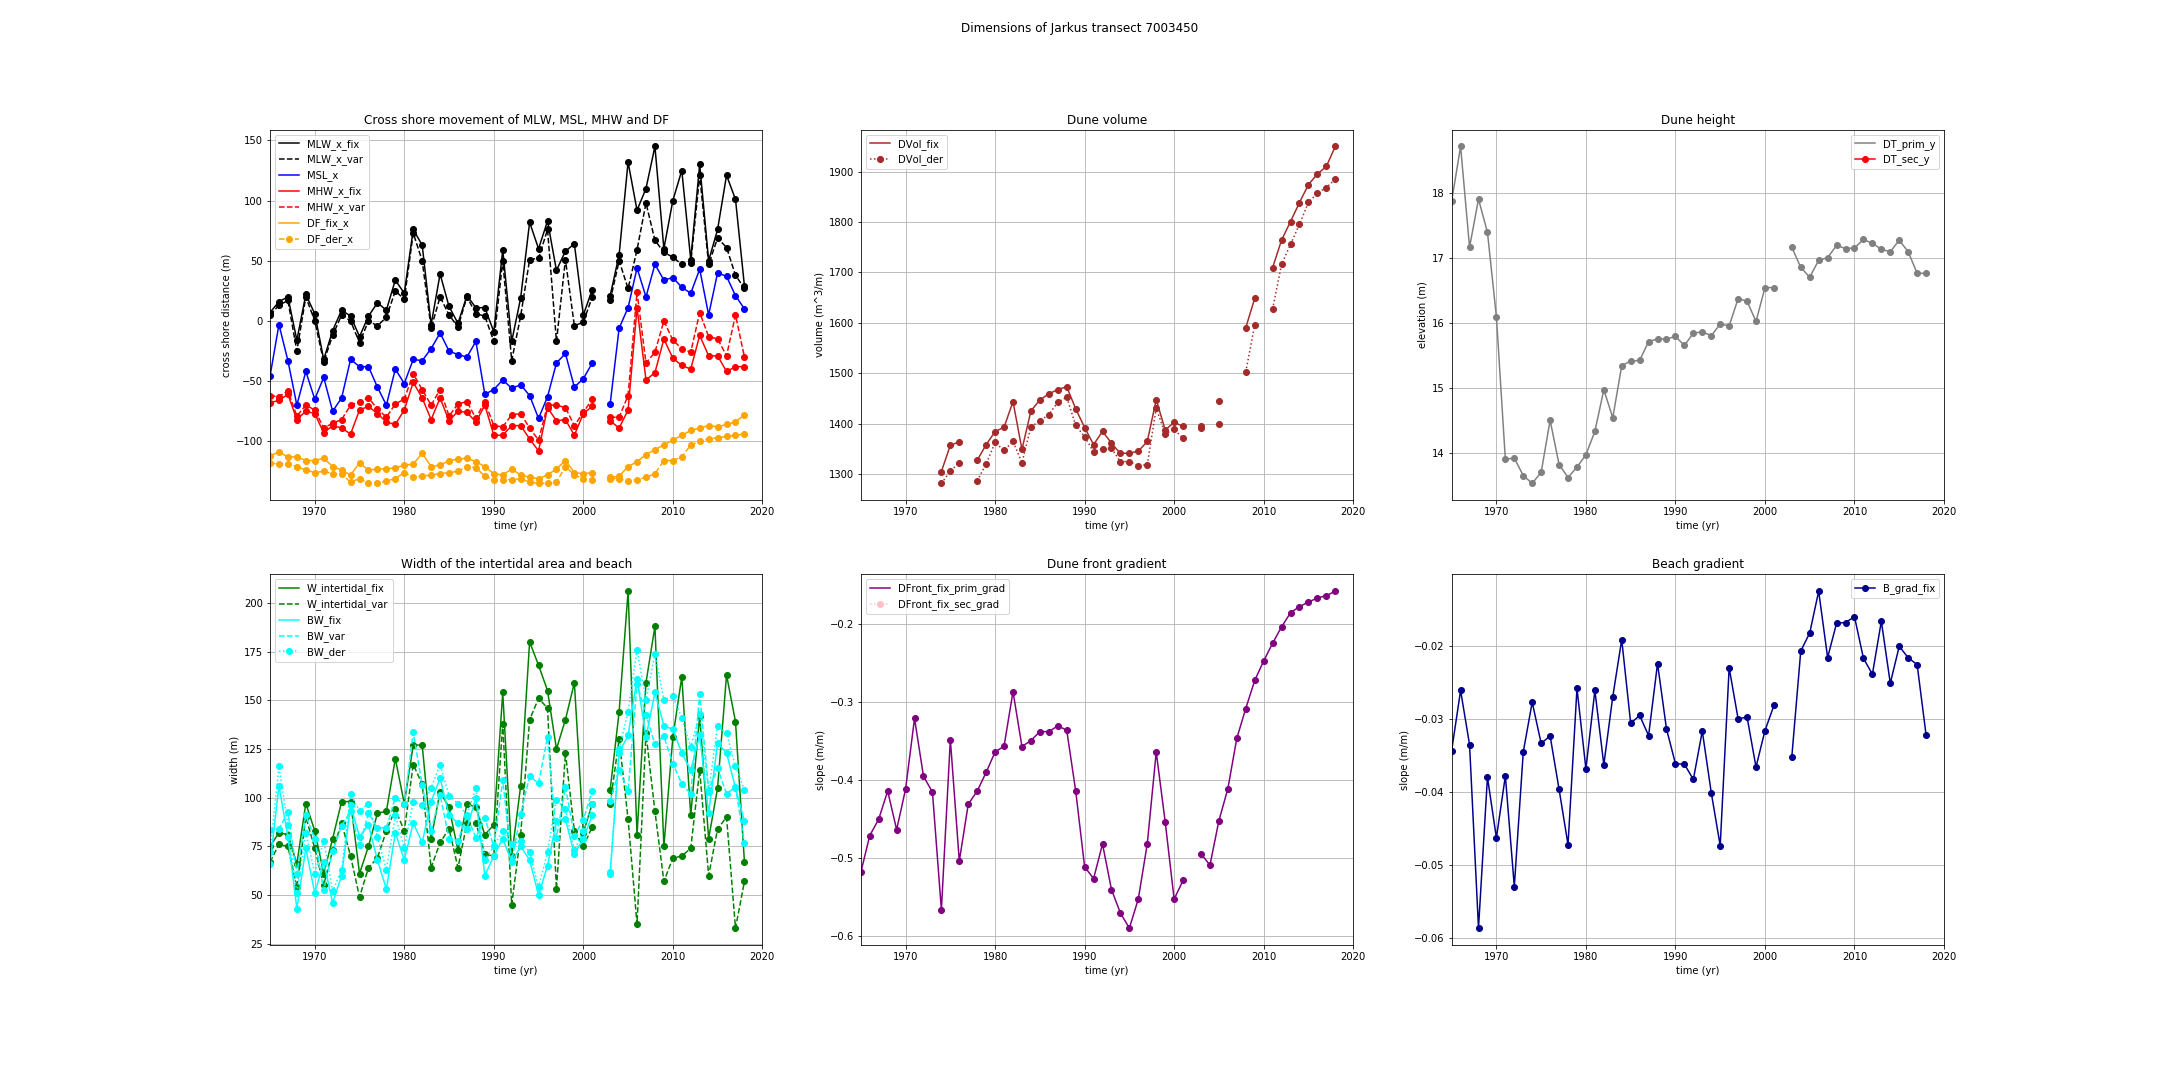 Dimensions of Jarkus transect 7003450
Cross shore movement of MLW, MSL, MHW and DF
MLW_x_fix
MLW_x_var
MSL_x
MHW_x_fix
MHW_x_var
DF_fix_x
DF_der_x
cross shore distance (m)
150
100
50
0
−50
−100
1970
1980
1990
2000
2010
2020
time (yr)
Dune volume
DVol_fix
DVol_der
volume (m^3/m)
1900
1800
1700
1600
1500
1400
1300
1970
1980
1990
2000
2010
2020
time (yr)
Dune height
DT_prim_y
DT_sec_y
elevation (m)
18
17
16
15
14
1970
1980
1990
2000
2010
2020
time (yr)
Width of the intertidal area and beach
W_intertidal_fix
W_intertidal_var
BW_fix
BW_var
BW_der
width (m)
200
175
150
125
100
75
50
25
1970
1980
1990
2000
2010
2020
time (yr)
Dune front gradient
DFront_fix_prim_grad
DFront_fix_sec_grad
slope (m/m)
−0.2
−0.3
−0.4
−0.5
−0.6
1970
1980
1990
2000
2010
2020
time (yr)
Beach gradient
B_grad_fix
slope (m/m)
−0.02
−0.03
−0.04
−0.05
−0.06
1970
1980
1990
2000
2010
2020
time (yr)